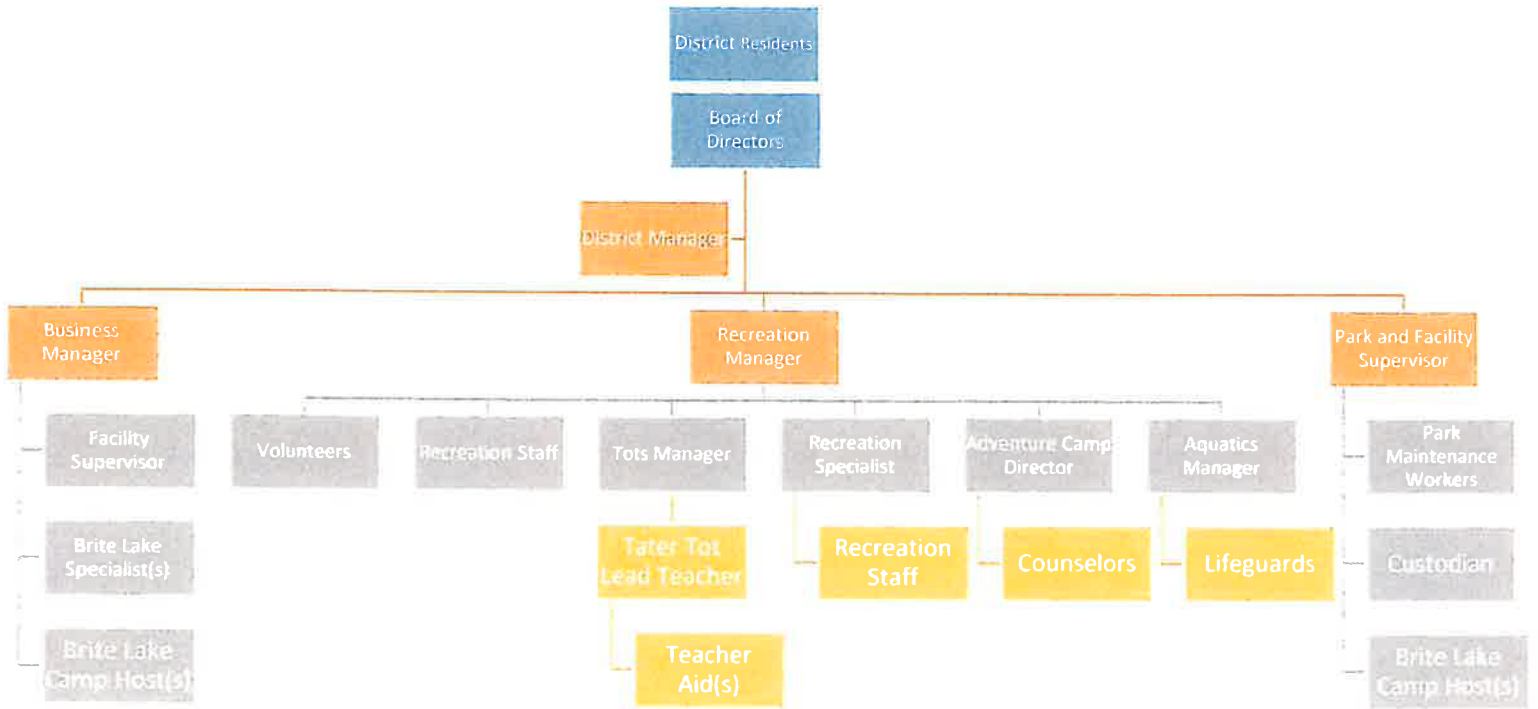 District Residents
Board of
Directors
District Manager
Business
Manager
Recreation
Manager
Park and Facility
Supervisor
Facility
Supervisor
Volunteers
Recreation Staff
Tots Manager
Recreation
Specialist
Adventure Camp
Director
Aquatics
Manager
Park
Maintenance
Workers
Brite Lake
Specialist(s)
Tater Tot
Lead Teacher
Recreation
Staff
Counselors
Lifeguards
Custodian
Brite Lake
Camp Host(s)
Teacher
Aid(s)
Brite Lake
Camp Host(s)